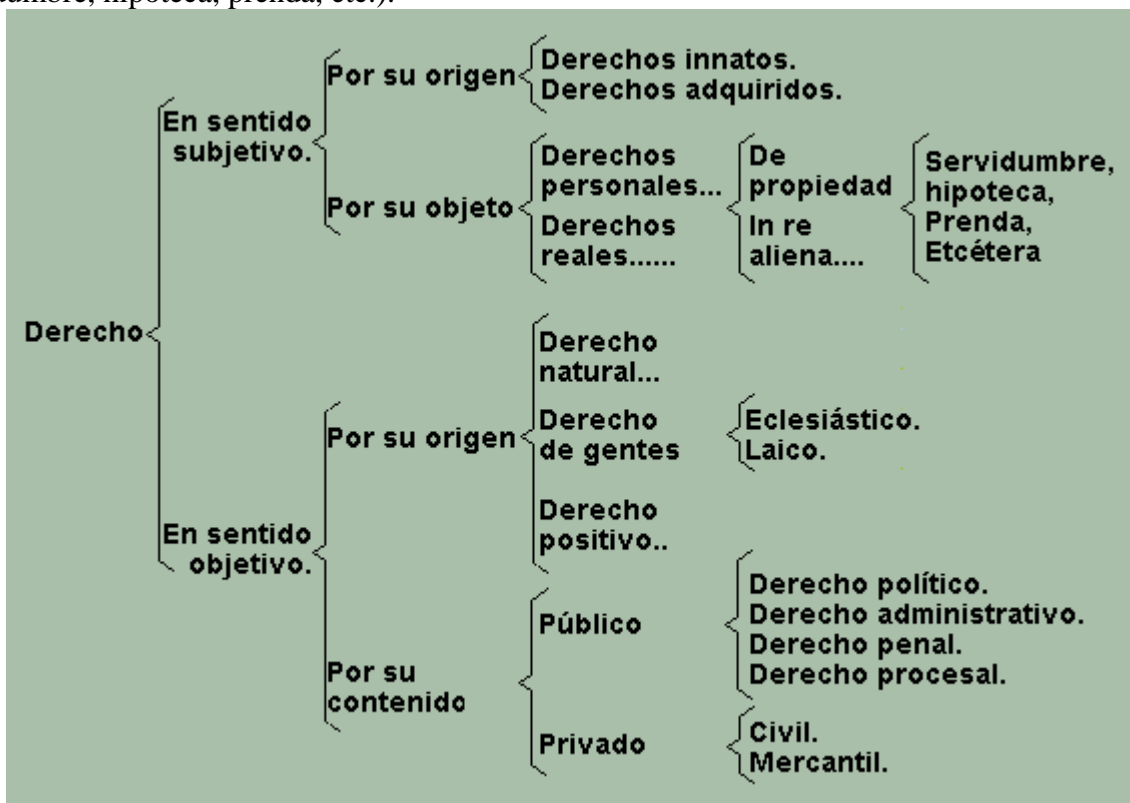 hipoteca, prenda, etc.).
Derecho
En sentido
subjetivo.
Por su origen
Derechos innatos.
Derechos adquiridos.
Por su objeto
Derechos
personales...
Derechos
reales......
De
propiedad
In re
aliena....
Servidumbre,
hipoteca,
Prenda,
Etcétera
En sentido
objetivo.
Por su origen
Derecho
natural...
Derecho
de gentes
Eclesiástico.
Laico.
Derecho
positivo..
Por su
contenido
Público
Derecho político.
Derecho administrativo.
Derecho penal.
Derecho procesal.
Privado
Civil.
Mercantil.